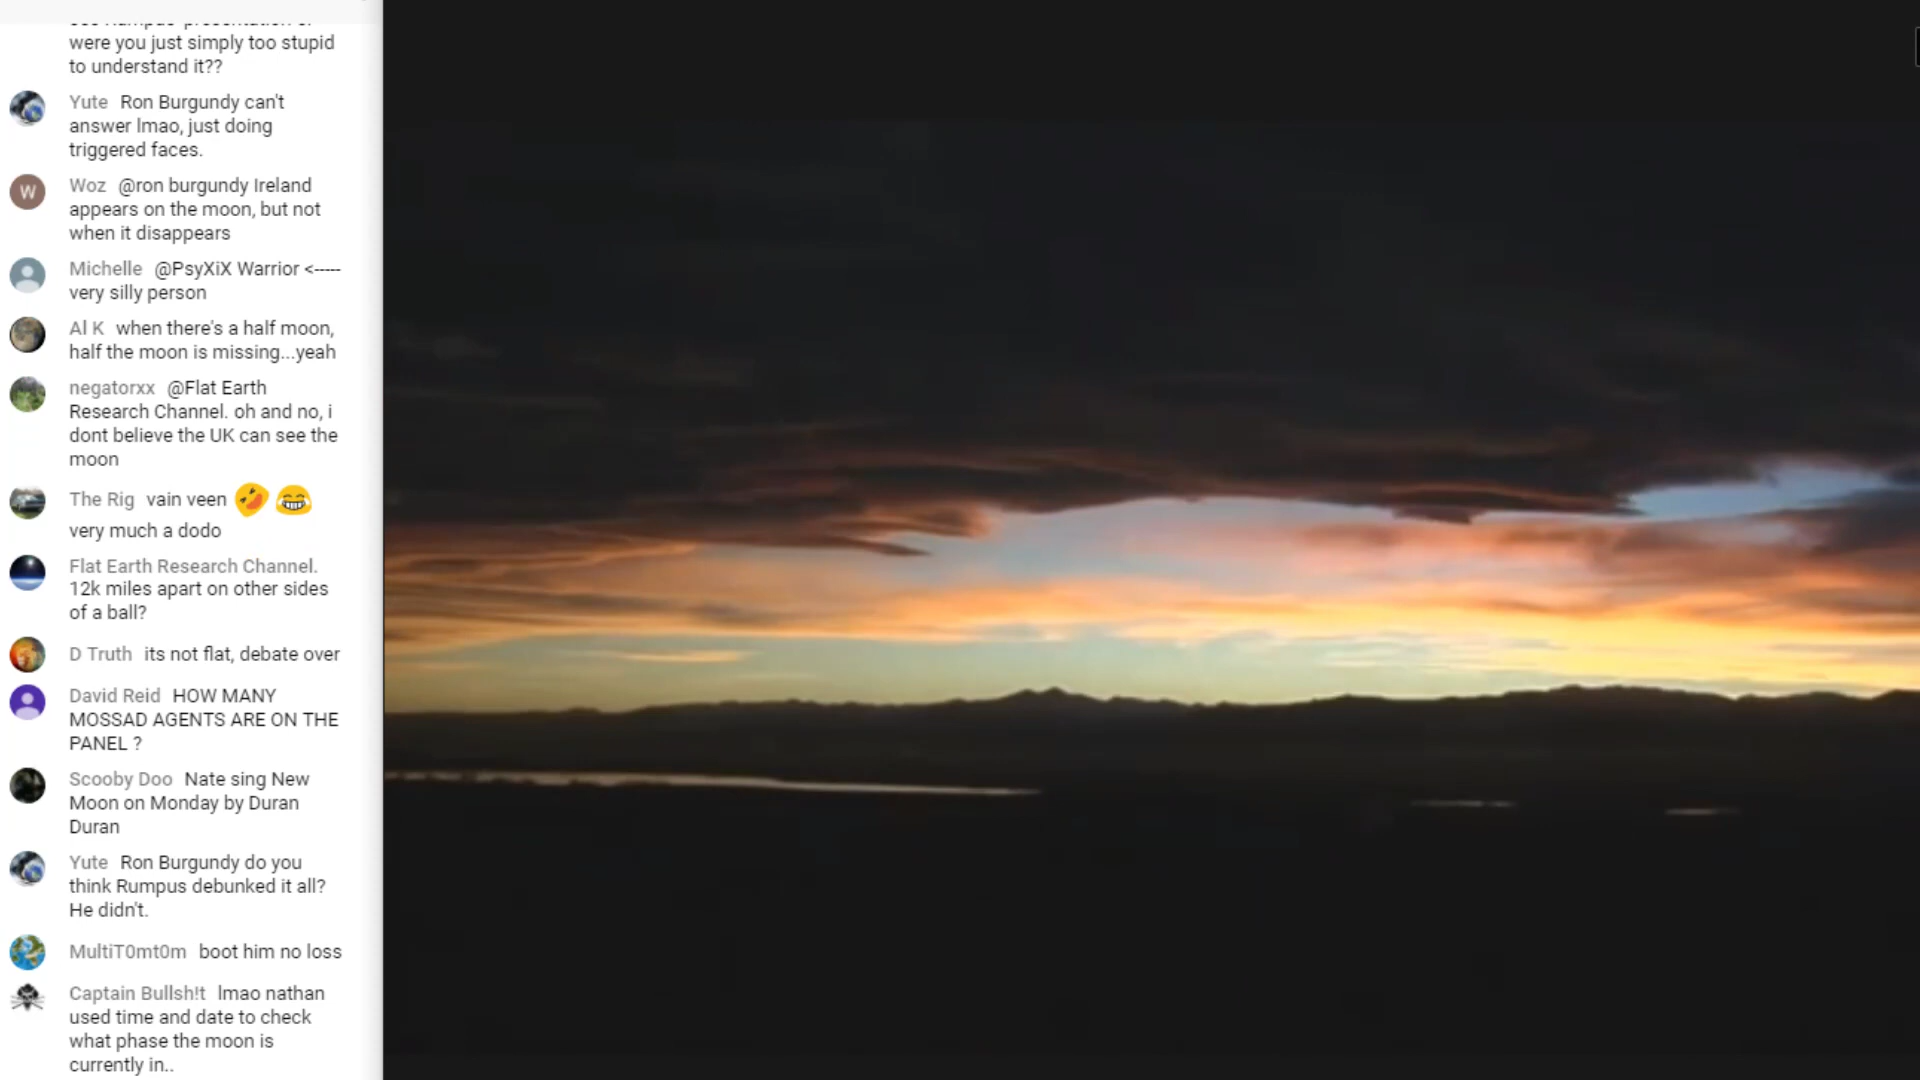 were you just simply too stupid
to understand it??
Yute Ron Burgundy can't
answer lmao, just doing
triggered faces.
W
Woz @ron burgundy Ireland
appears on the moon, but not
when it disappears
Michelle @PsyXiX Warrior <-----
very silly person
Al K when there's a half moon,
half the moon is missing...yeah
negatorxx @Flat Earth
Research Channel. oh and no, i
dont believe the UK can see the
moon
The Rig vain veen 🤣 😂
very much a dodo
Flat Earth Research Channel.
12k miles apart on other sides
of a ball?
D Truth its not flat, debate over
David Reid HOW MANY
MOSSAD AGENTS ARE ON THE
PANEL ?
Scooby Doo Nate sing New
Moon on Monday by Duran
Duran
Yute Ron Burgundy do you
think Rumpus debunked it all?
He didn't.
MultiT0mt0m boot him no loss
Captain Bullsh!t lmao nathan
used time and date to check
what phase the moon is
currently in..